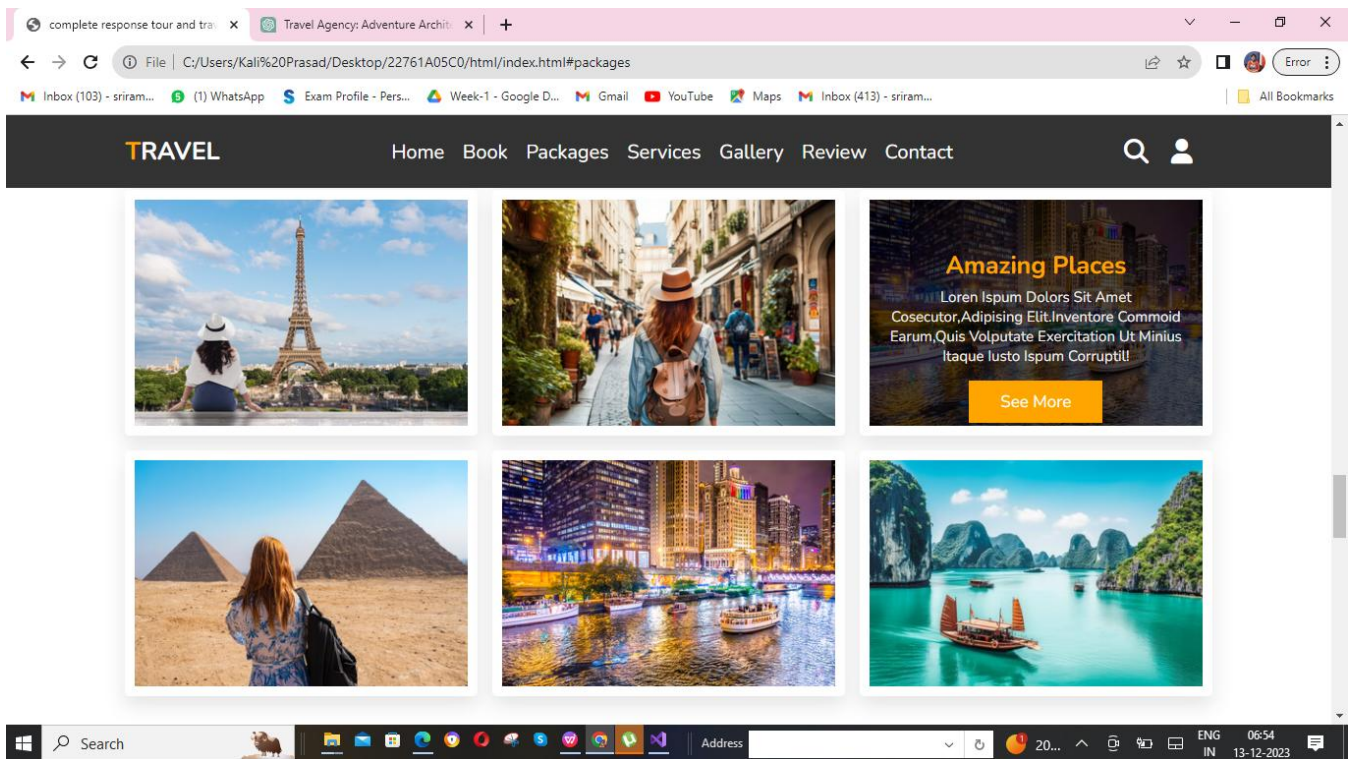 complete response tour and trav
Travel Agency: Adventure Archite
File C:/Users/Kali%20Prasad/Desktop/22761A05C0/html/index.html#packages
Error
Inbox (103) - sriram...
(1) WhatsApp
Exam Profile - Pers...
Week-1 - Google D...
Gmail
YouTube
Maps
Inbox (413) - sriram...
All Bookmarks
TRAVEL
Home Book Packages Services Gallery Review Contact
Amazing Places
Loren Ispum Dolors Sit Amet
Cosecutor,Adipising Elit.Inventore Commoid
Earum,Quis Volputate Exercitation Ut Minius
Itaque Iusto Ispum Corruptil!
See More
Search
Address
20...
ENG
IN
06:54
13-12-2023